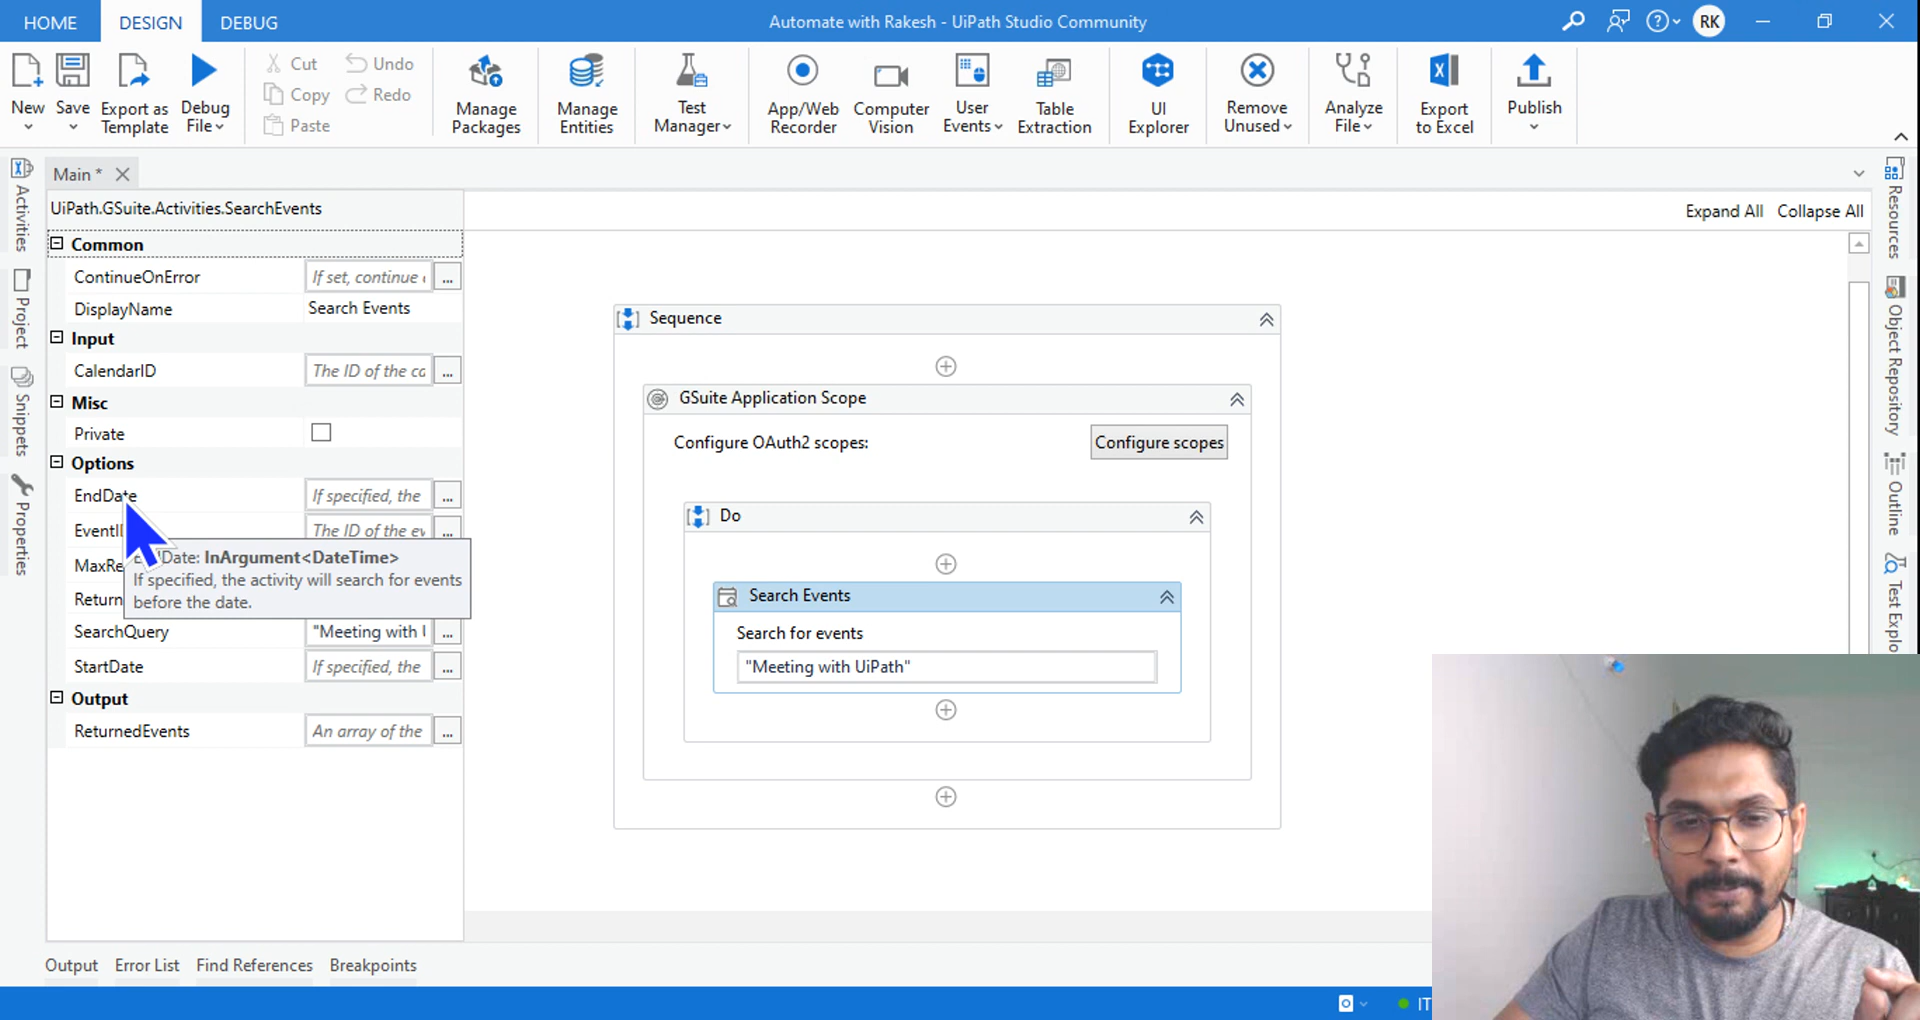 HOME DESIGN DEBUG Automate with Rakesh - UiPath Studio Community RK
Cut Undo
Copy Redo
Paste
New Save Export as Template Debug File Manage Packages Manage Entities Test Manager App/Web Recorder Computer Vision User Events Table Extraction UI Explorer Remove Unused Analyze File Export to Excel Publish
Activities
Project
Snippets
Properties
Main *
UiPath.GSuite.Activities.SearchEvents
Common
ContinueOnError If set, continue
DisplayName Search Events
Input
CalendarID The ID of the
Misc
Private
Options
EndDate If specified, the
The ID of the
EndDate: InArgument<DateTime>
If specified, the activity will search for events
before the date.
SearchQuery "Meeting with
StartDate If specified, the
Output
ReturnedEvents An array of the
Expand All Collapse All
Sequence
GSuite Application Scope
Configure OAuth2 scopes: Configure scopes
Do
Search Events
Search for events
"Meeting with UiPath"
Resources
Object Repository
Outline
Test
Output Error List Find References Breakpoints